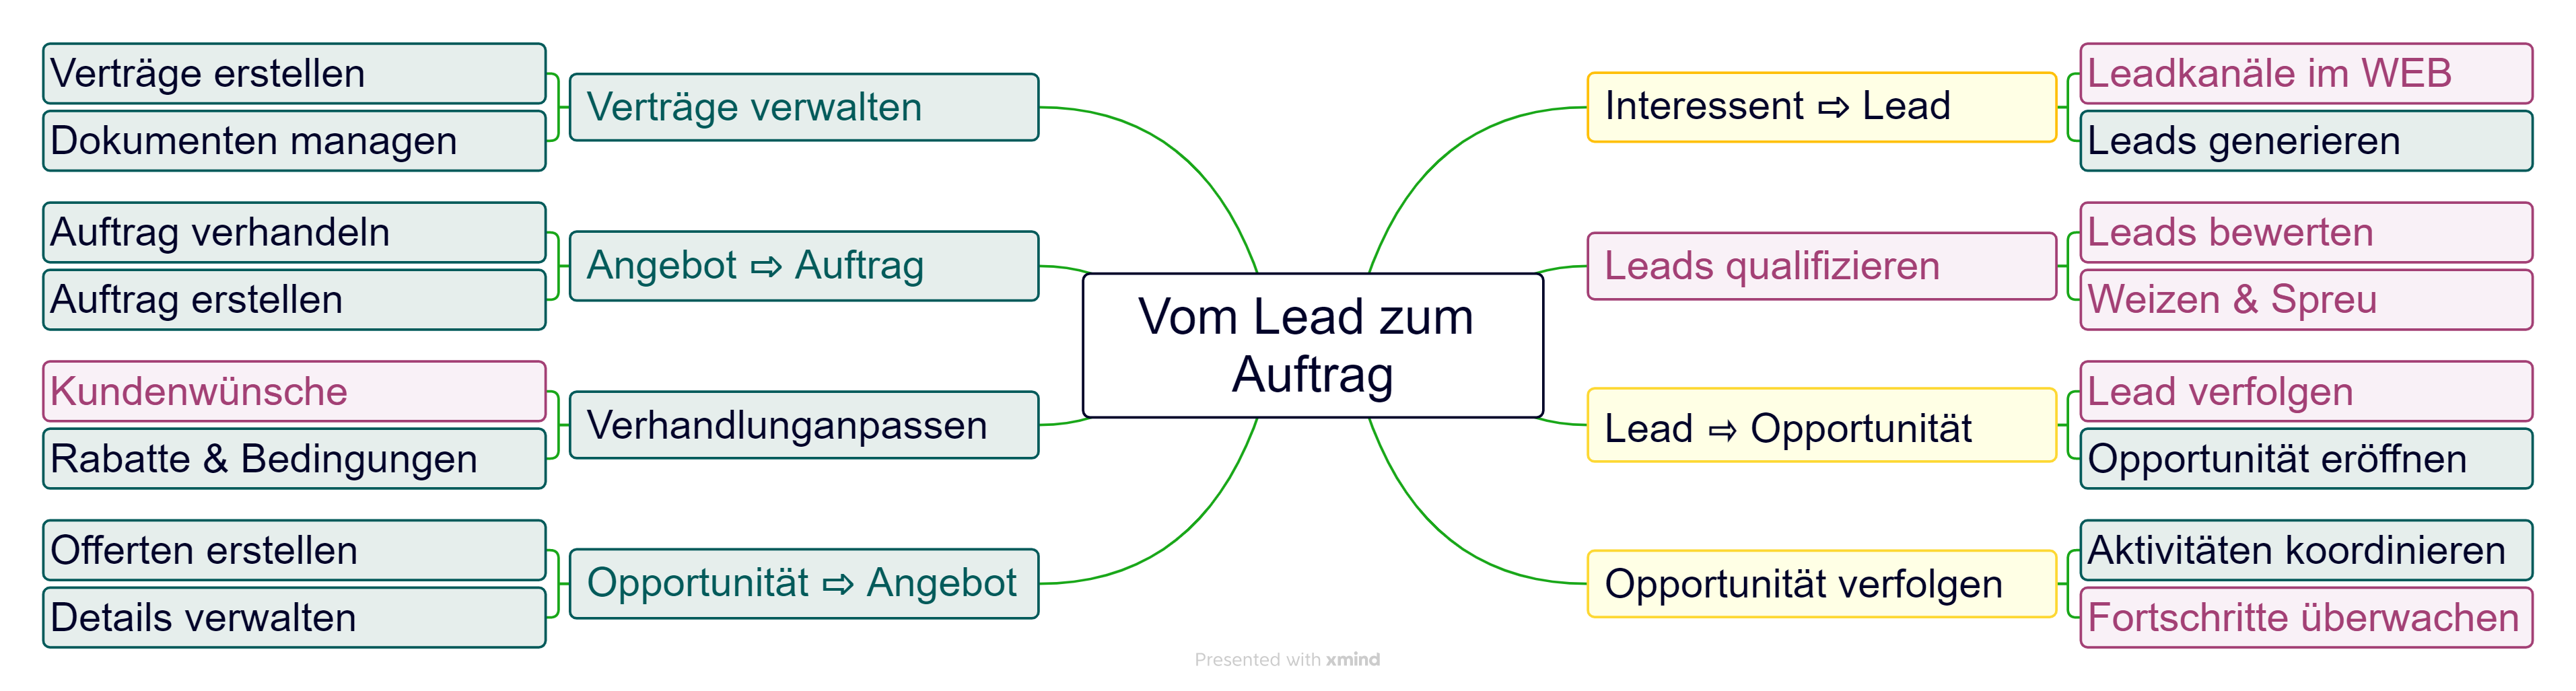 Vom Lead zum
Auftrag
Interessent ⇨ Lead
Leadkanäle im WEB
Leads generieren
Leads qualifizieren
Leads bewerten
Weizen & Spreu
Lead ⇨ Opportunität
Lead verfolgen
Opportunität eröffnen
Opportunität verfolgen
Aktivitäten koordinieren
Fortschritte überwachen
Opportunität ⇨ Angebot
Offerten erstellen
Details verwalten
Verhandlunganpassen
Kundenwünsche
Rabatte & Bedingungen
Angebot ⇨ Auftrag
Auftrag verhandeln
Auftrag erstellen
Verträge verwalten
Verträge erstellen
Dokumenten managen
Presented with xmind